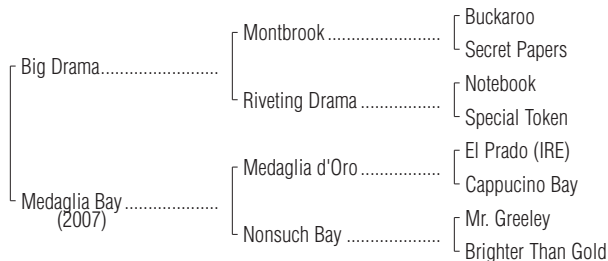 Buckaroo
Montbrook
Secret Papers
Big Drama
Notebook
Riveting Drama
Special Token
El Prado (IRE)
Medaglia d'Oro
Cappucino Bay
Medaglia Bay
(2007)
Mr. Greeley
Nonsuch Bay
Brighter Than Gold